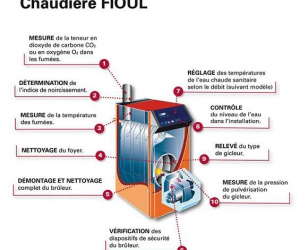 Chaudière FIOUL
MESURE de la teneur en
dioxyde de carbone CO₂
ou en oxygène O₂ dans
les fumées.
1
DÉTERMINATION de
l'indice de noircissement.
2
MESURE de la température
des fumées.
3
NETTOYAGE du foyer.
4
DÉMONTAGE ET NETTOYAGE
complet du brûleur.
5
VÉRIFICATION des
dispositifs de sécurité
du brûleur.
RÉGLAGE des températures
de l'eau chaude sanitaire
selon le débit (suivant modèle)
7
CONTRÔLE
du niveau de l'eau
dans l'installation.
8
RELEVÉ du type
de gicleur.
9
MESURE de la pression
de pulvérisation
du gicleur.
10